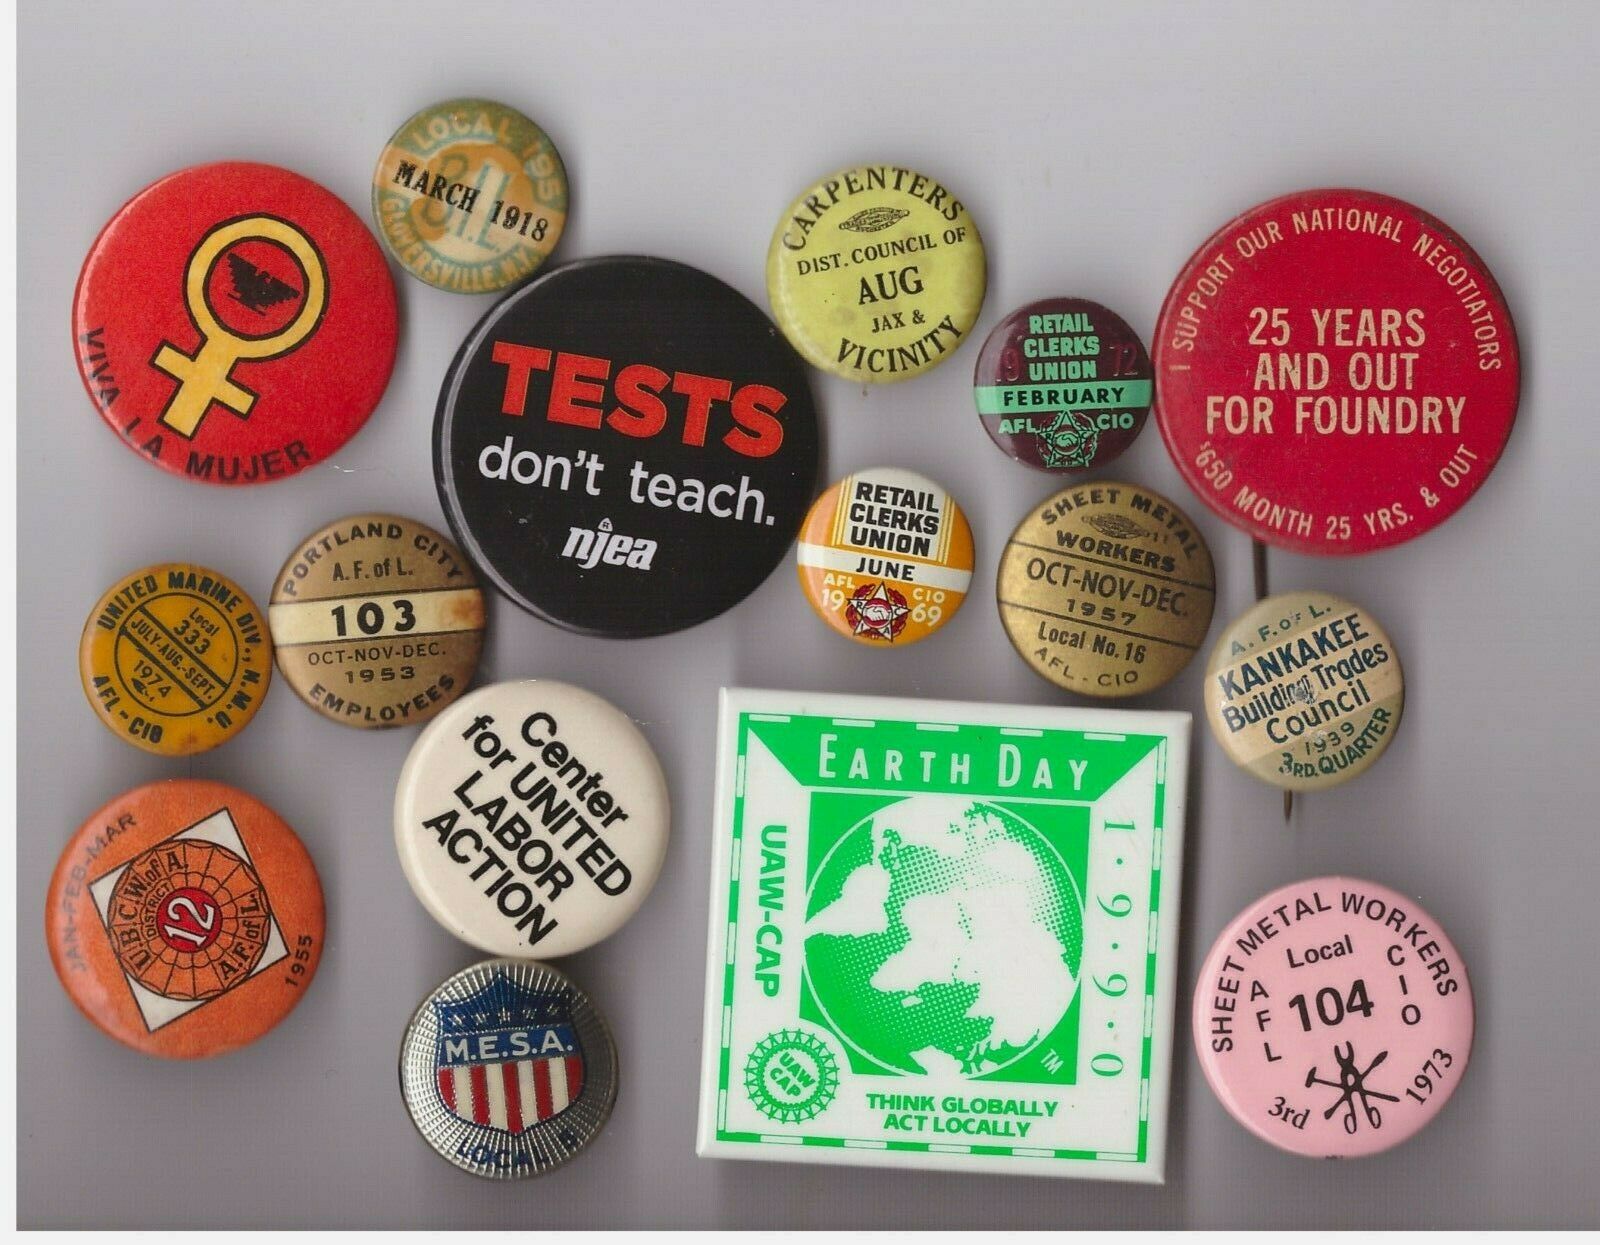 VIVA LA MUJER
LOCAL 1951
B.I.L.
MARCH 1918
GLOVERSVILLE, N.Y.
TESTS
don't teach.
njea
R
CARPENTERS
DIST. COUNCIL OF
AUG
JAX &
VICINITY
RETAIL
CLERKS
UNION
19 72
FEBRUARY
AFL CIO
I SUPPORT OUR NATIONAL NEGOTIATORS
25 YEARS
AND OUT
FOR FOUNDRY
$650 MONTH 25 YRS. & OUT
UNITED MARINE DIV., N.M.U.
Local
333
JULY-AUG.-SEPT.
1974
AFL-CIO
PORTLAND CITY
A.F. of L.
103
OCT-NOV-DEC.
1953
EMPLOYEES
RETAIL
CLERKS
UNION
JUNE
AFL CIO
19 69
R C
SHEET METAL
WORKERS
OCT-NOV-DEC.
1957
Local No. 16
AFL-CIO
A. F. OF L.
KANKAKEE
Building Trades
Council
1939
3RD. QUARTER
JAN-FEB-MAR
U.B.C.W. of A.
DISTRICT
12
A.F. of L.
1955
Center
for UNITED
LABOR
ACTION
M.E.S.A.
LOCAL
EARTH DAY
1·9·9·0
UAW-CAP
UAW
CAP
TM
THINK GLOBALLY
ACT LOCALLY
SHEET METAL WORKERS
Local
AFL 104 CIO
3rd
1973